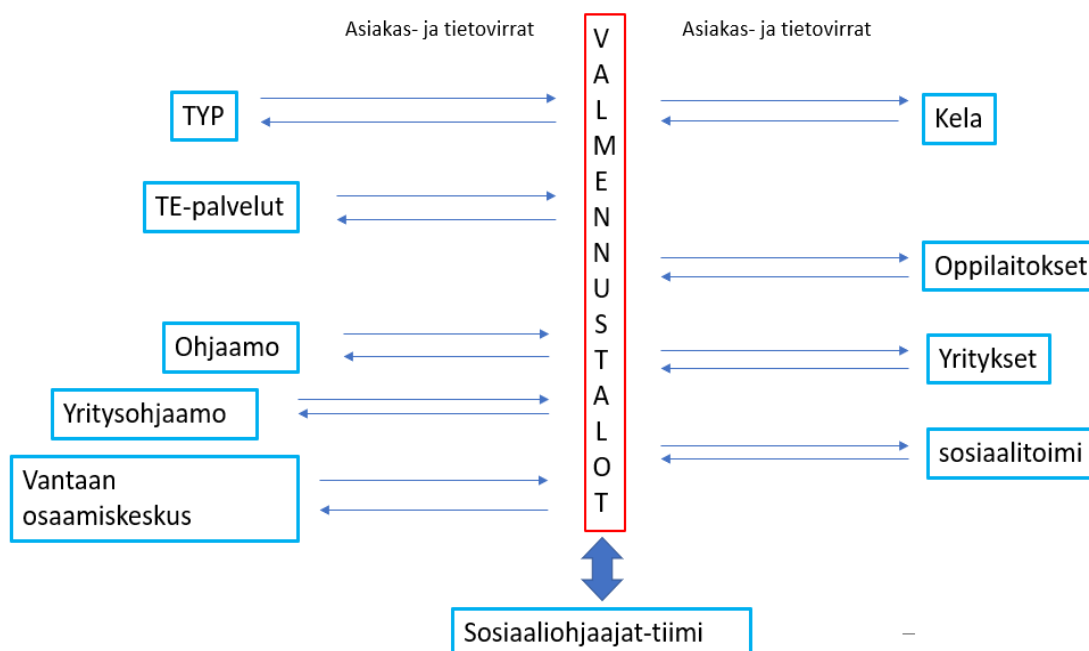 Asiakas- ja tietovirrat
Asiakas- ja tietovirrat
VALMENNUSTALOT
TYP
Kela
TE-palvelut
Oppilaitokset
Ohjaamo
Yritykset
Yritysohjaamo
sosiaalitoimi
Vantaan
osaamiskeskus
Sosiaaliohjaajat-tiimi